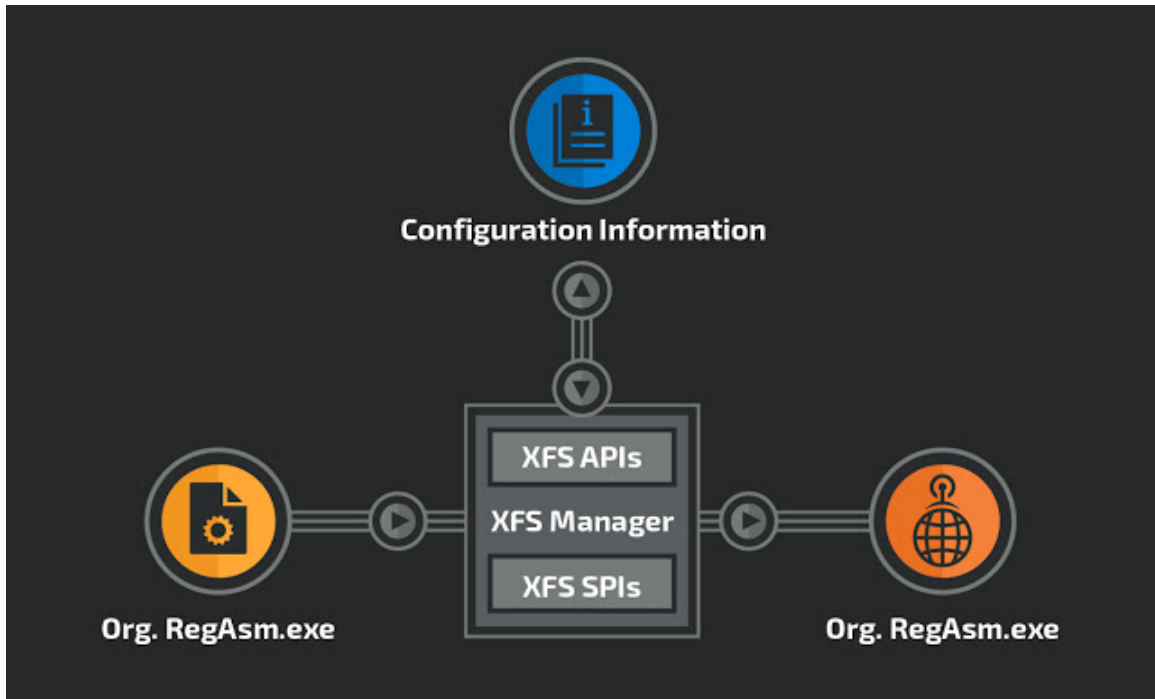 Configuration Information
XFS APIs
XFS Manager
XFS SPIs
Org. RegAsm.exe
Org. RegAsm.exe